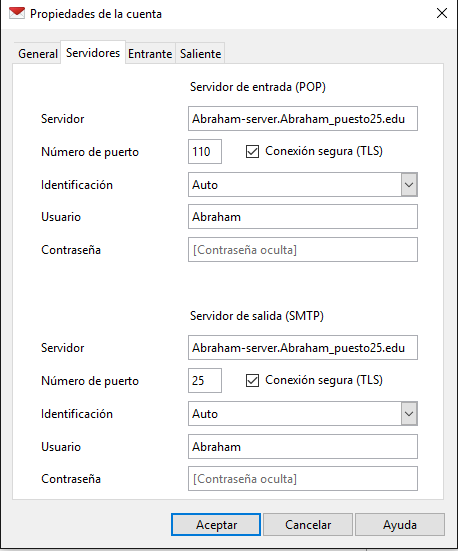 Propiedades de la cuenta
General Servidores Entrante Saliente
Servidor de entrada (POP)
Servidor Abraham-server.Abraham_puesto25.edu
Número de puerto 110 Conexión segura (TLS)
Identificación Auto
Usuario Abraham
Contraseña [Contraseña oculta]
Servidor de salida (SMTP)
Servidor Abraham-server.Abraham_puesto25.edu
Número de puerto 25 Conexión segura (TLS)
Identificación Auto
Usuario Abraham
Contraseña [Contraseña oculta]
Aceptar Cancelar Ayuda